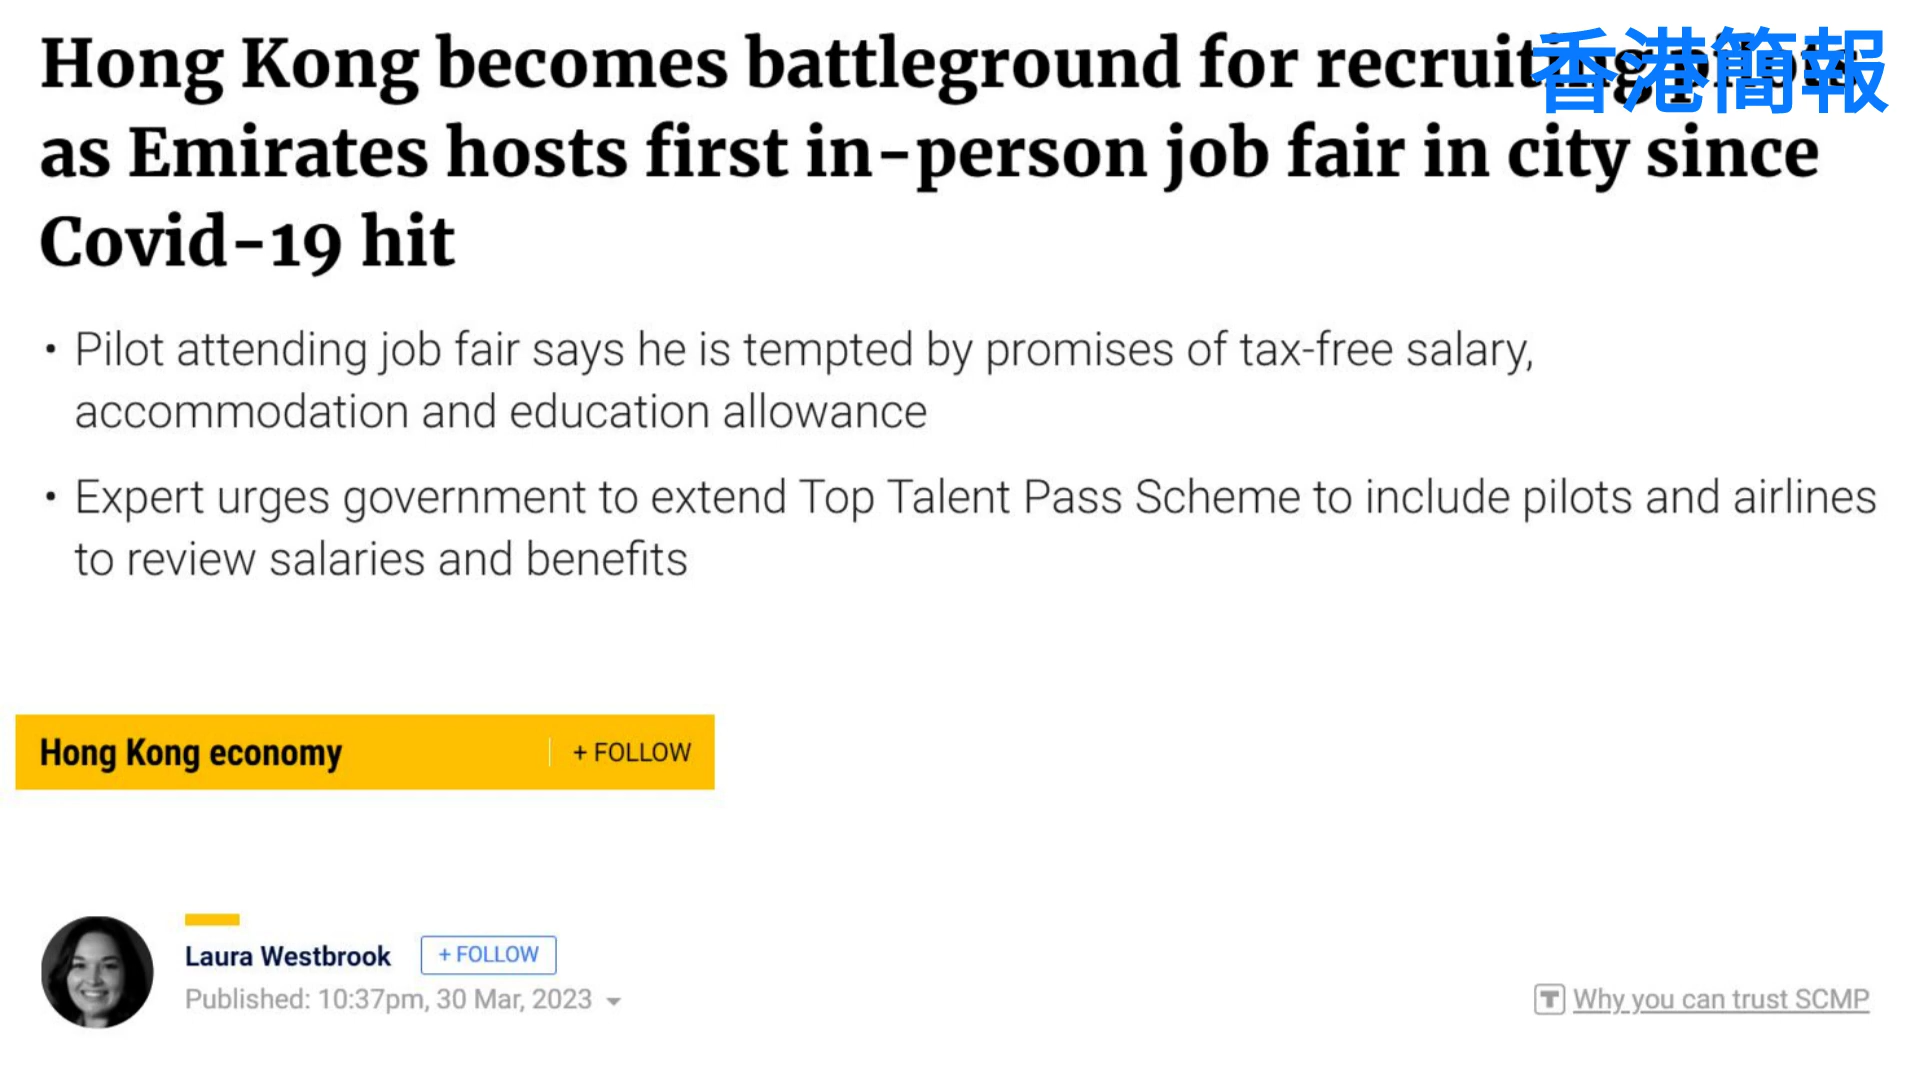 Hong Kong becomes battleground for recruiting pilots
香港簡報
as Emirates hosts first in-person job fair in city since
Covid-19 hit
• Pilot attending job fair says he is tempted by promises of tax-free salary,
accommodation and education allowance
• Expert urges government to extend Top Talent Pass Scheme to include pilots and airlines
to review salaries and benefits
Hong Kong economy
+ FOLLOW
Laura Westbrook
+ FOLLOW
Published: 10:37pm, 30 Mar, 2023
T Why you can trust SCMP